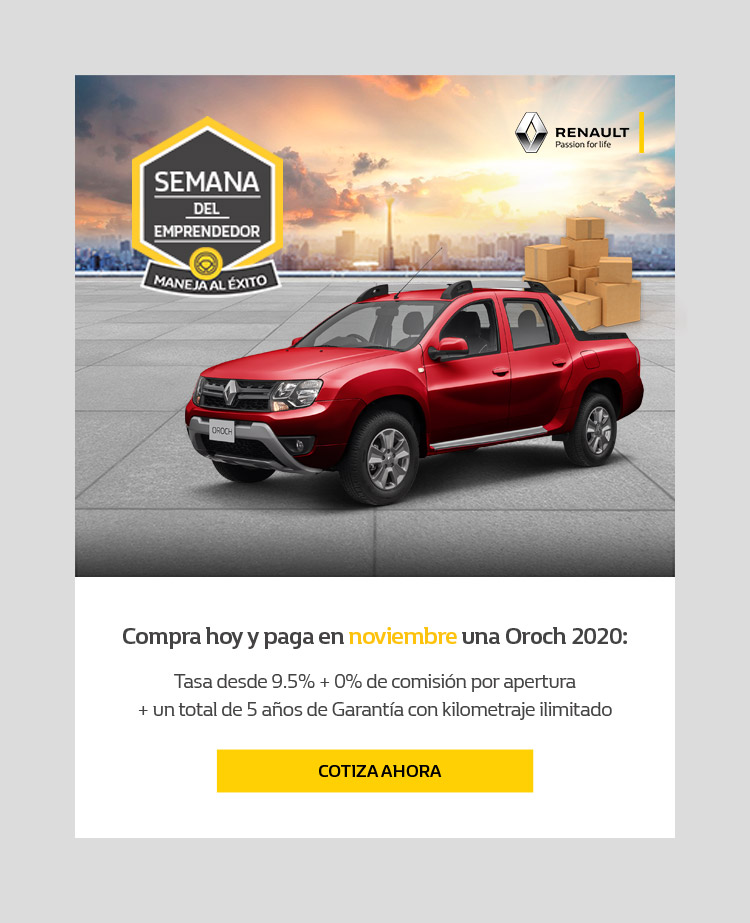 SEMANA
DEL
EMPRENDEDOR
MANEJA AL ÉXITO
RENAULT
Passion for life
OROCH
Compra hoy y paga en noviembre una Oroch 2020:
Tasa desde 9.5% + 0% de comisión por apertura
+ un total de 5 años de Garantía con kilometraje ilimitado
COTIZA AHORA